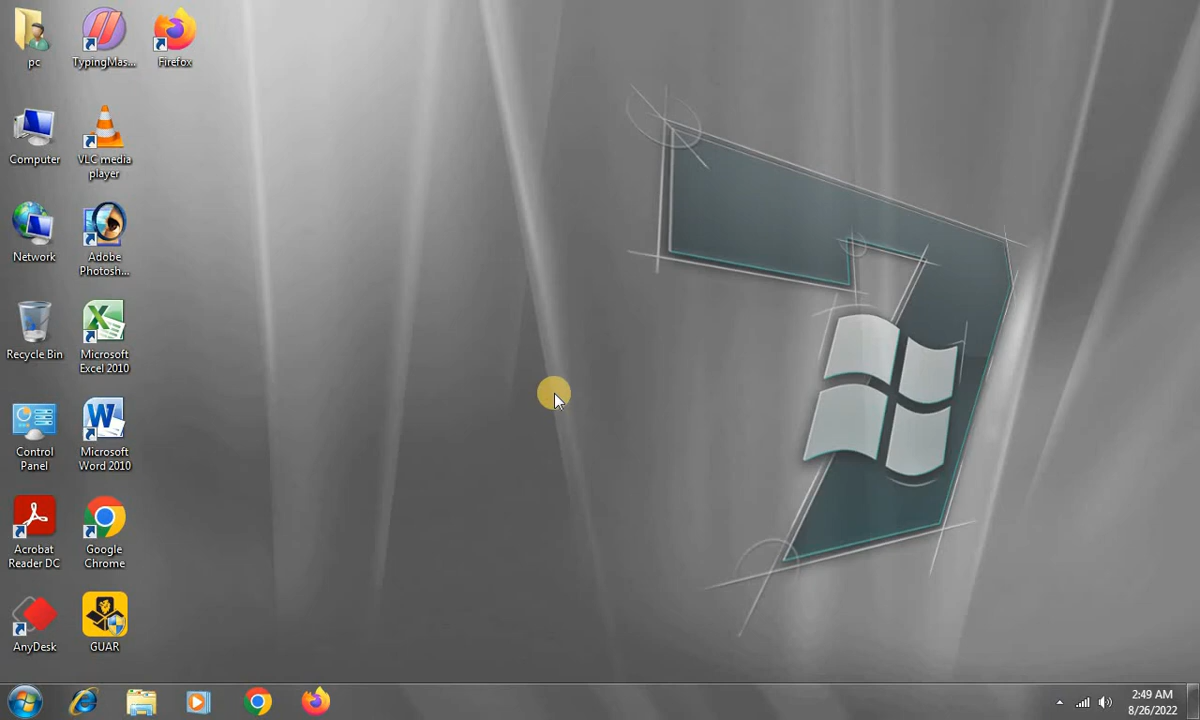 pc
TypingMas...
Firefox
Computer
VLC media
player
Network
Adobe
Photosh...
Recycle Bin
Microsoft
Excel 2010
Control
Panel
Microsoft
Word 2010
Acrobat
Reader DC
Google
Chrome
AnyDesk
GUAR
2:49 AM
8/26/2022